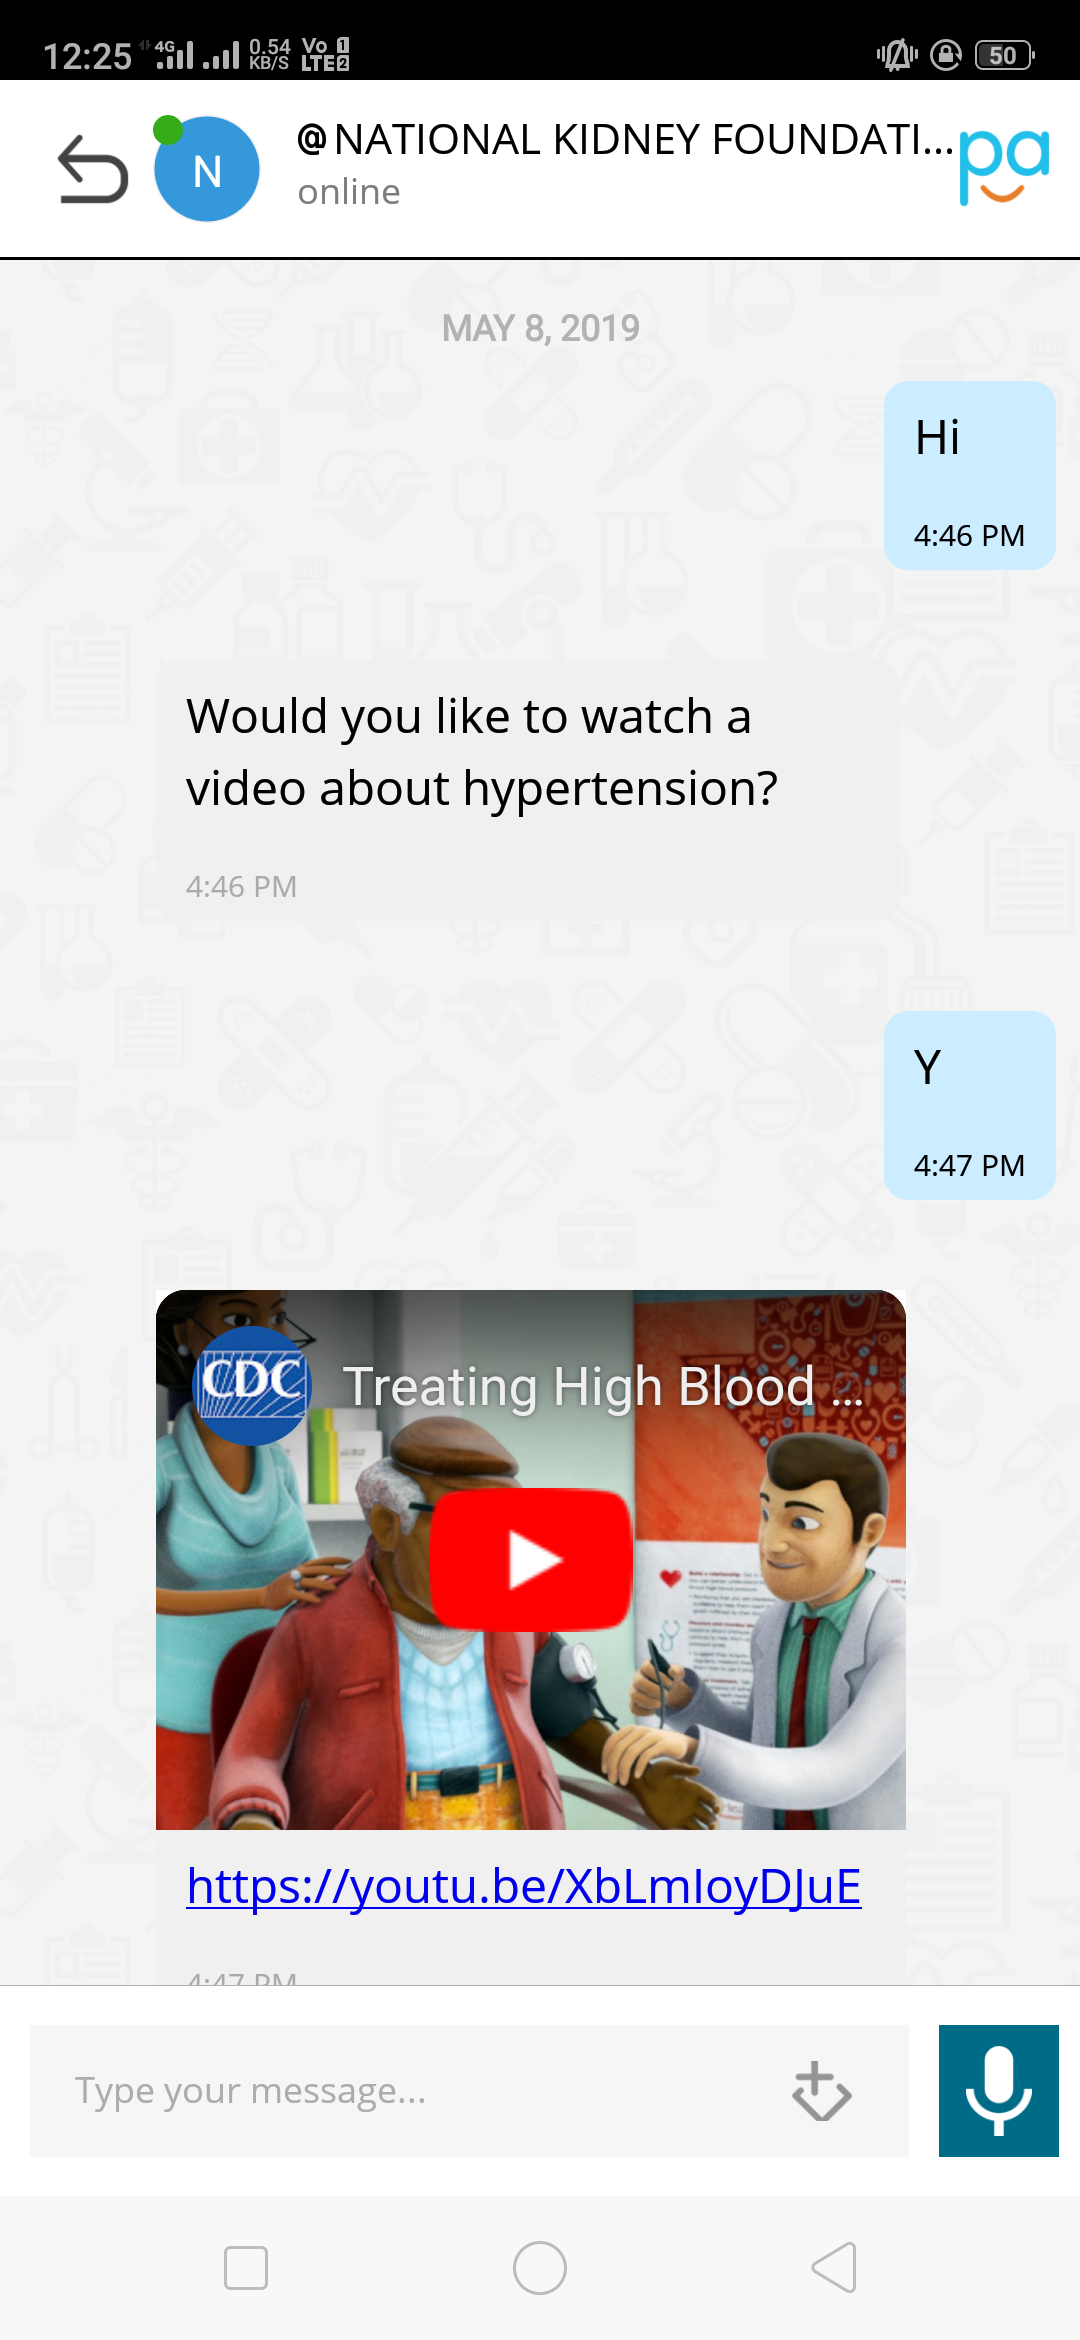 12:25 4G 0.54 KB/S Vo LTE 1 2 50
@NATIONAL KIDNEY FOUNDATI...
N
online
pa
MAY 8, 2019
Hi
4:46 PM
Would you like to watch a
video about hypertension?
4:46 PM
Y
4:47 PM
CDC Treating High Blood ...
https://youtu.be/XbLmIoyDJuE
4:47 PM
Type your message...